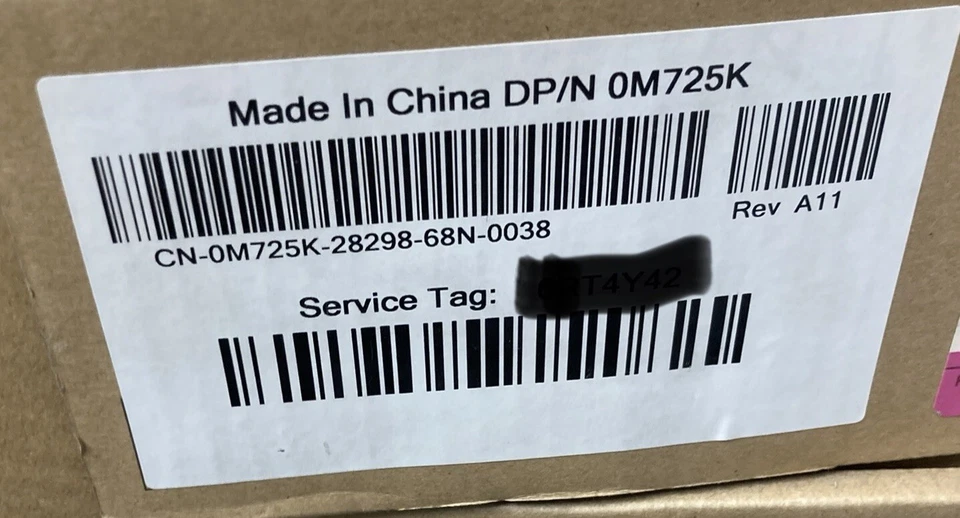 Made In China DP/N 0M725K
CN-0M725K-28298-68N-0038
Rev A11
Service Tag: